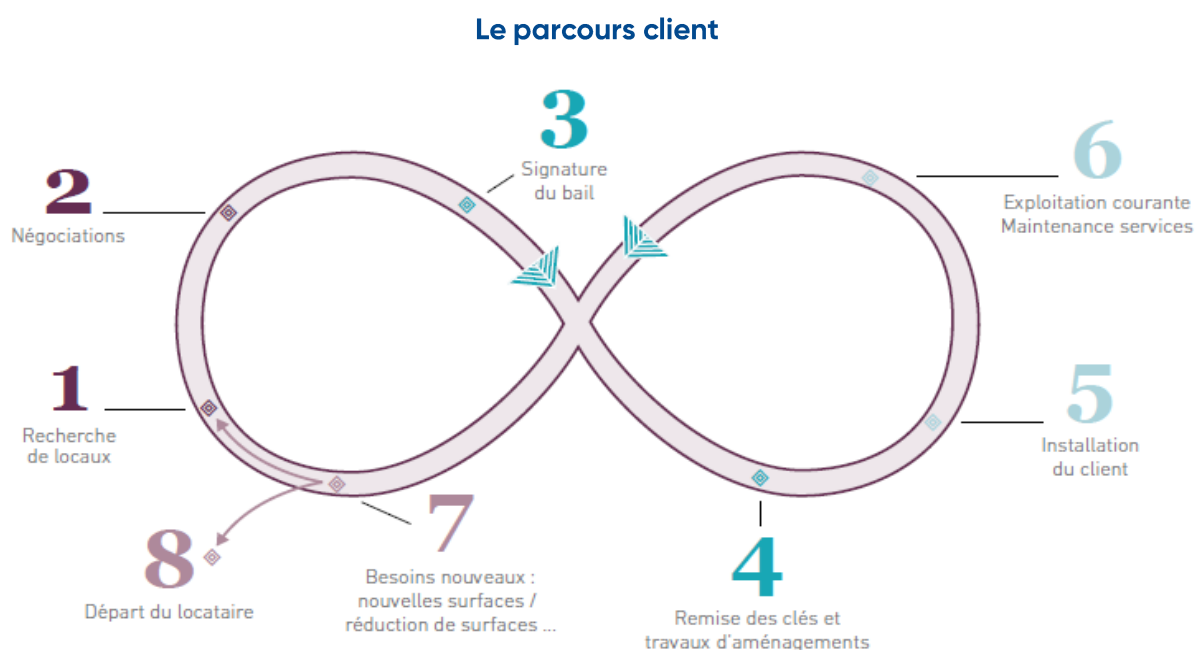 Le parcours client
1
Recherche
de locaux
2
Négociations
3
Signature
du bail
4
Remise des clés et
travaux d'aménagements
5
Installation
du client
6
Exploitation courante
Maintenance services
7
Besoins nouveaux :
nouvelles surfaces /
réduction de surfaces ...
8
Départ du locataire